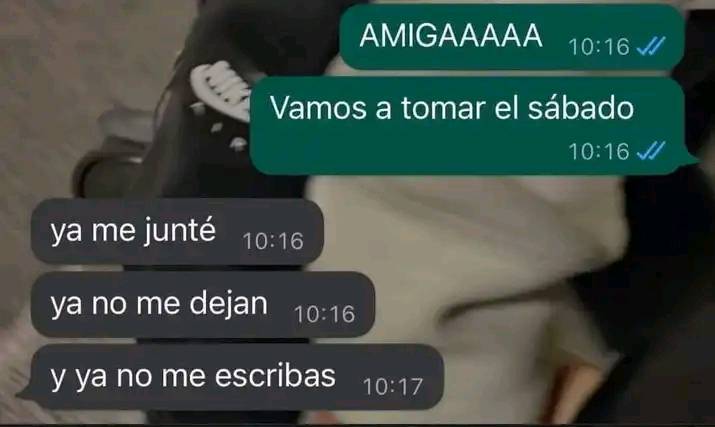 AMIGAAAAA 10:16
Vamos a tomar el sábado
10:16
ya me junté 10:16
ya no me dejan 10:16
y ya no me escribas 10:17